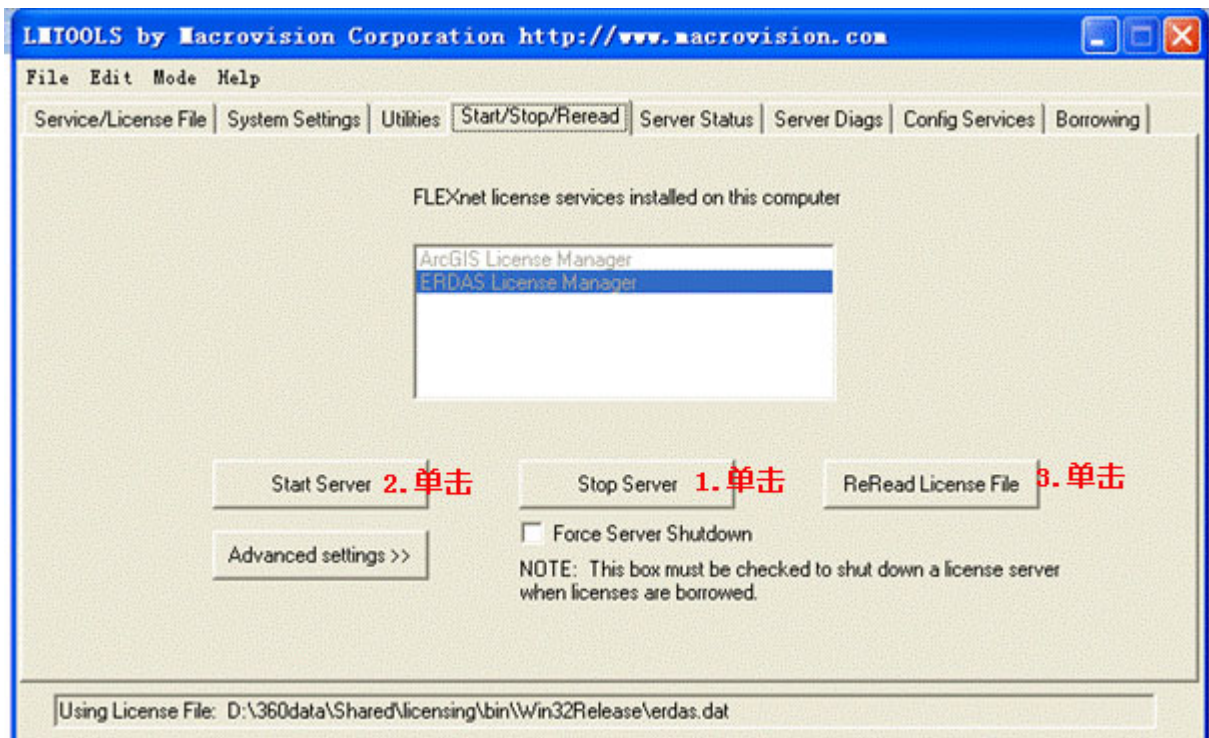 LMTOOLS by Macrovision Corporation http://www.macrovision.com
File Edit Mode Help
Service/License File System Settings Utilities Start/Stop/Reread Server Status Server Diags Config Services Borrowing
FLEXnet license services installed on this computer
ArcGIS License Manager
ERDAS License Manager
Start Server 2.单击 Stop Server 1.单击 ReRead License File 3.单击
Force Server Shutdown
Advanced settings >>
NOTE: This box must be checked to shut down a license server
when licenses are borrowed.
Using License File: D:\360data\Shared\licensing\bin\Win32Release\erdas.dat